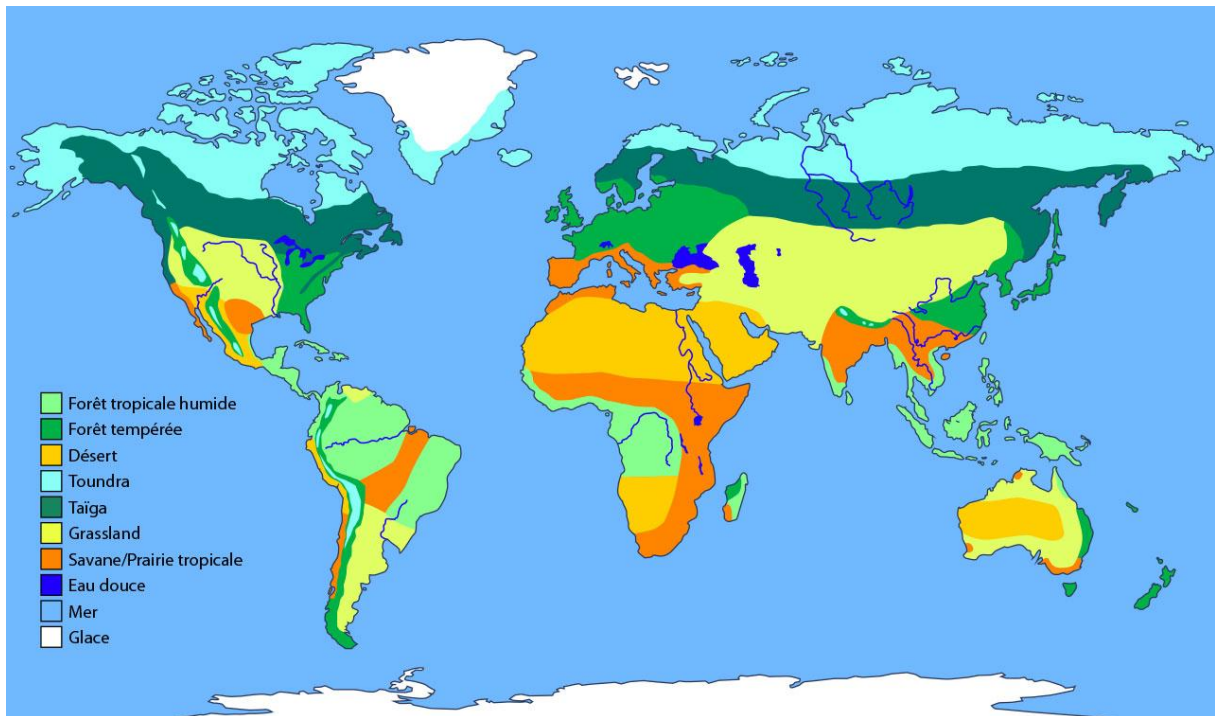 Forêt tropicale humide
Forêt tempérée
Désert
Toundra
Taïga
Grassland
Savane/Prairie tropicale
Eau douce
Mer
Glace